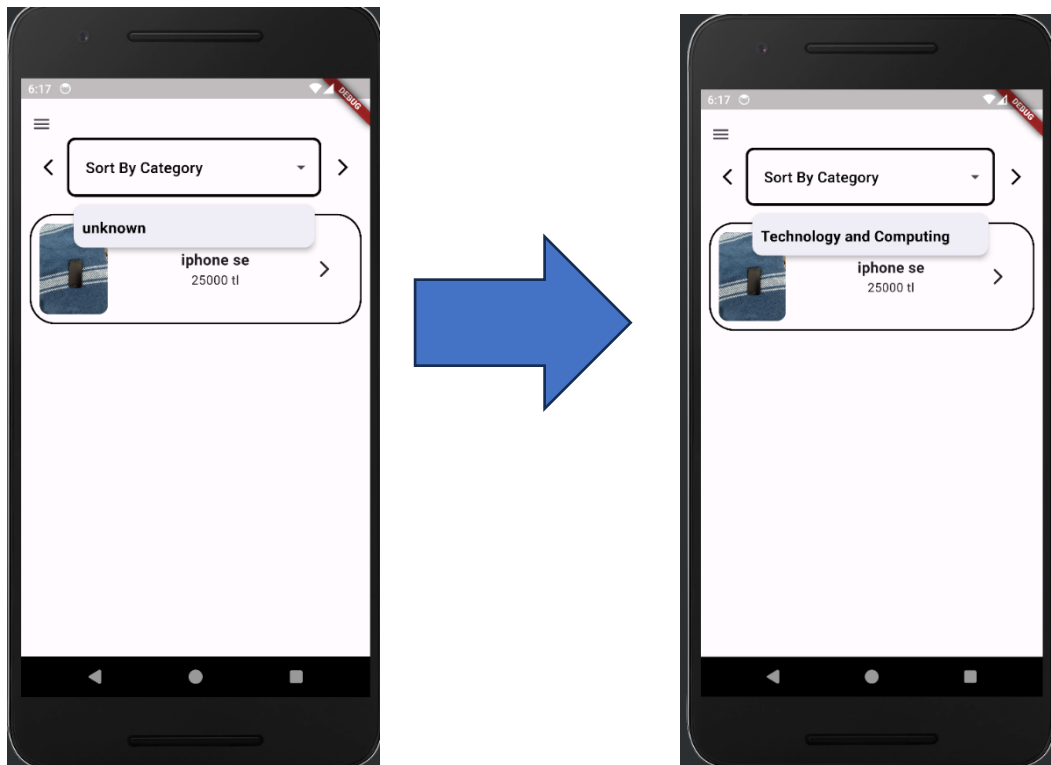 6:17
DEBUG
Sort By Category
unknown
iphone se
25000 tl
6:17
DEBUG
Sort By Category
Technology and Computing
iphone se
25000 tl